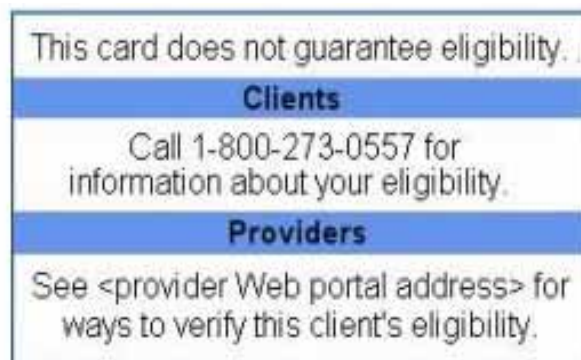 This card does not guarantee eligibility.
Clients
Call 1-800-273-0557 for
information about your eligibility.
Providers
See <provider Web portal address> for
ways to verify this client's eligibility.